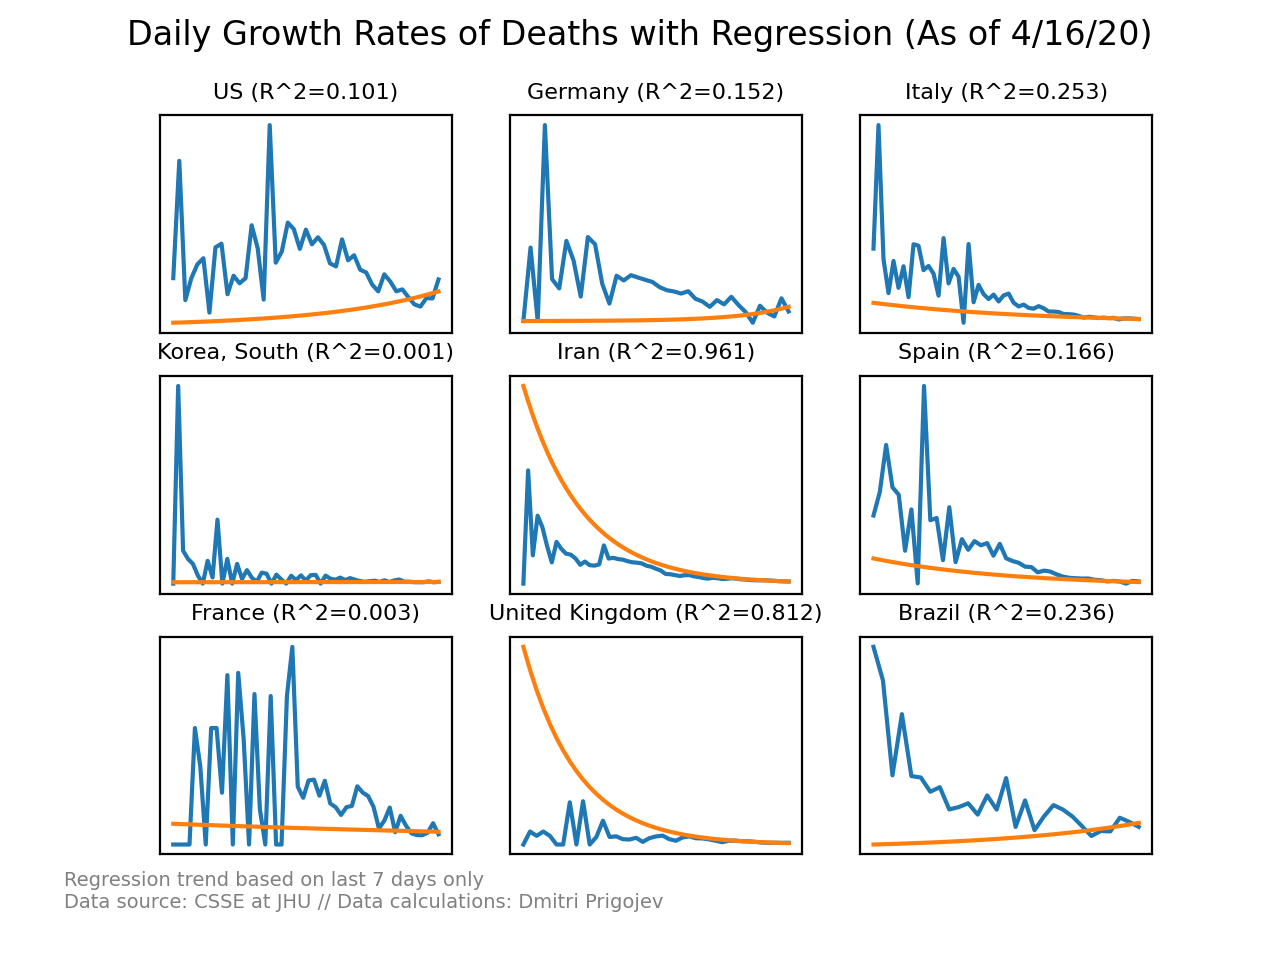 Daily Growth Rates of Deaths with Regression (As of 4/16/20)
US (R^2=0.101)
Germany (R^2=0.152)
Italy (R^2=0.253)
Korea, South (R^2=0.001)
Iran (R^2=0.961)
Spain (R^2=0.166)
France (R^2=0.003)
United Kingdom (R^2=0.812)
Brazil (R^2=0.236)
Regression trend based on last 7 days only
Data source: CSSE at JHU // Data calculations: Dmitri Prigojev